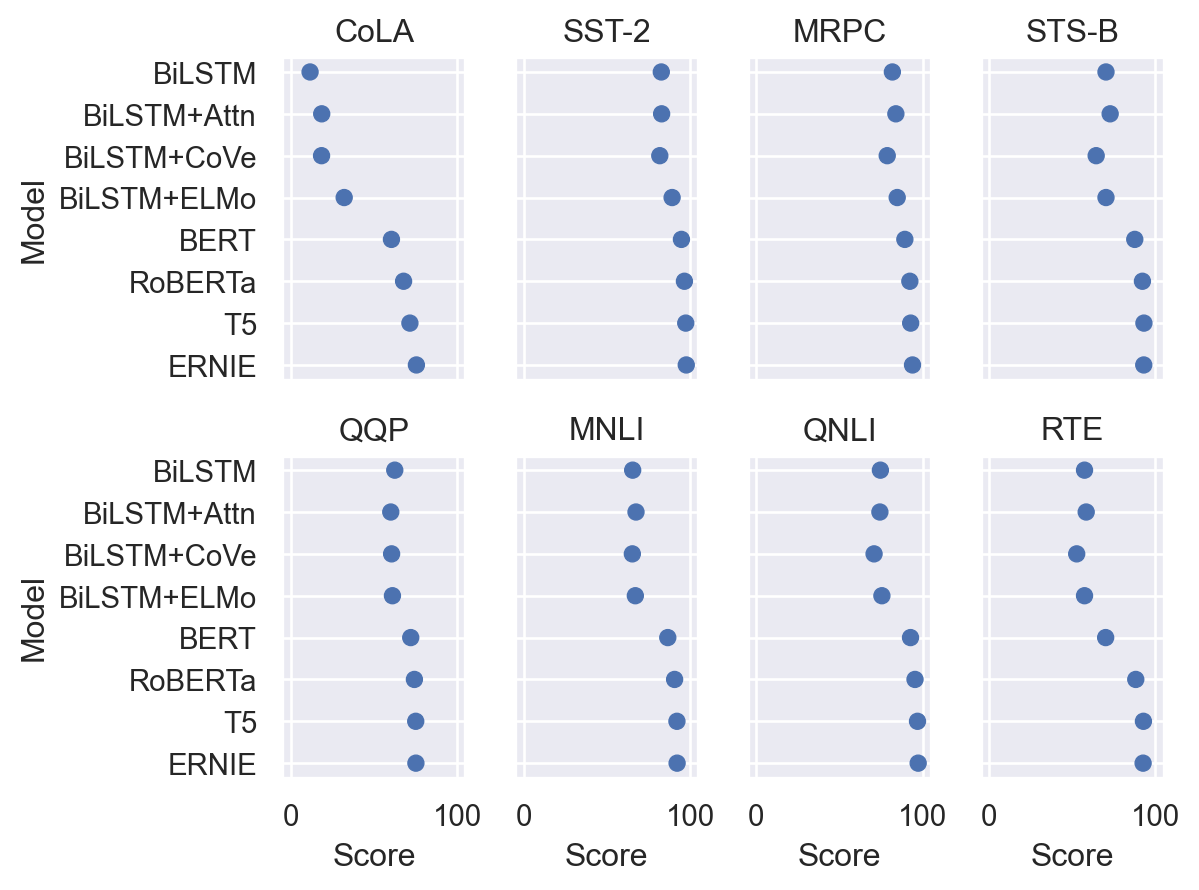 CoLA SST-2 MRPC STS-B
BiLSTM
BiLSTM+Attn
BiLSTM+CoVe
BiLSTM+ELMo
BERT
RoBERTa
T5
ERNIE
Model
QQP MNLI QNLI RTE
BiLSTM
BiLSTM+Attn
BiLSTM+CoVe
BiLSTM+ELMo
BERT
RoBERTa
T5
ERNIE
Model
0 100 0 100 0 100 0 100
Score Score Score Score